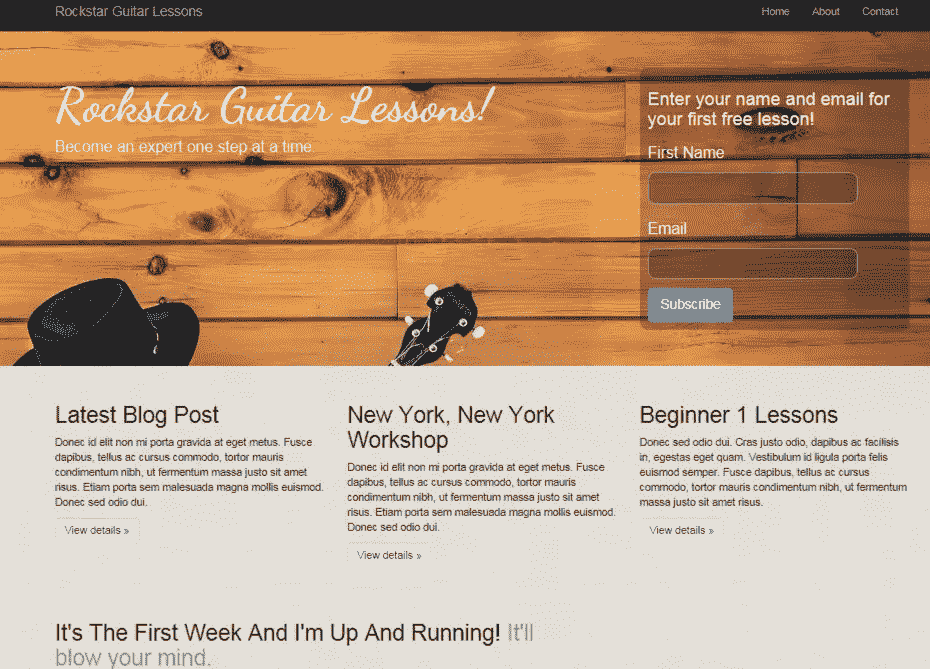 Rockstar Guitar Lessons
Home About Contact
Rockstar Guitar Lessons!
Become an expert one step at a time
Enter your name and email for
your first free lesson!
First Name
Email
Subscribe
Latest Blog Post
Donec id elit non mi porta gravida at eget metus. Fusce
dapibus, tellus ac cursus commodo, tortor mauris
condimentum nibh, ut fermentum massa justo sit amet
risus. Etiam porta sem malesuada magna mollis euismod.
Donec sed odio dui.
View details »
New York, New York
Workshop
Donec id elit non mi porta gravida at eget metus. Fusce
dapibus, tellus ac cursus commodo, tortor mauris
condimentum nibh, ut fermentum massa justo sit amet
risus. Etiam porta sem malesuada magna mollis euismod.
Donec sed odio dui.
View details »
Beginner 1 Lessons
Donec sed odio dui. Cras justo odio, dapibus ac facilisis
in, egestas eget quam. Vestibulum id ligula porta felis
euismod semper. Fusce dapibus, tellus ac cursus
commodo, tortor mauris condimentum nibh, ut fermentum
massa justo sit amet risus.
View details »
It's The First Week And I'm Up And Running! It'll
blow your mind.